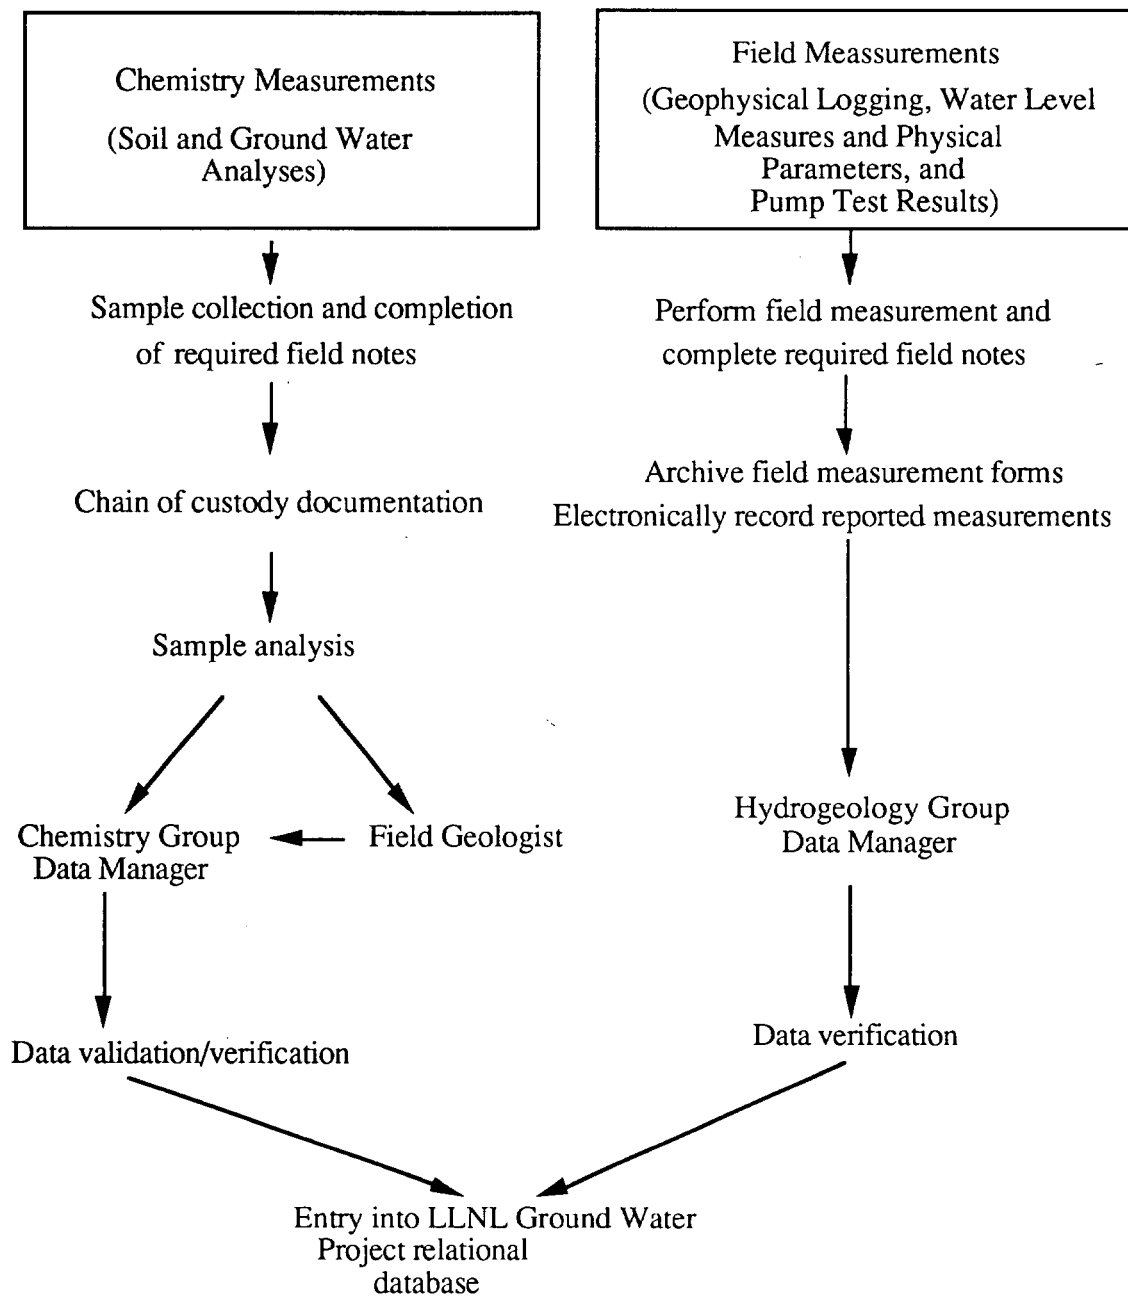 Chemistry Measurements
(Soil and Ground Water
Analyses)
Field Meassurements
(Geophysical Logging, Water Level
Measures and Physical
Parameters, and
Pump Test Results)
Sample collection and completion
of required field notes
Perform field measurement and
complete required field notes
Chain of custody documentation
Archive field measurement forms
Electronically record reported measurements
Sample analysis
Chemistry Group
Data Manager
Field Geologist
Hydrogeology Group
Data Manager
Data validation/verification
Data verification
Entry into LLNL Ground Water
Project relational
database